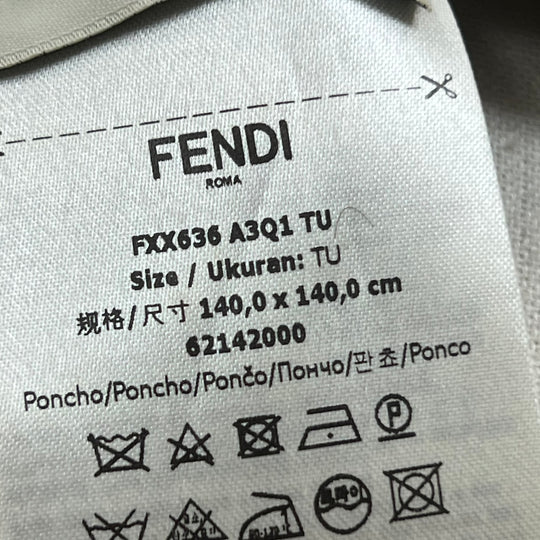 FENDI
ROMA
FXX636 A3Q1 TU
Size / Ukuran: TU
规格/尺寸 140,0 x 140,0 cm
62142000
Poncho/Poncho/Pončo/Пончо/판초/Ponco
P